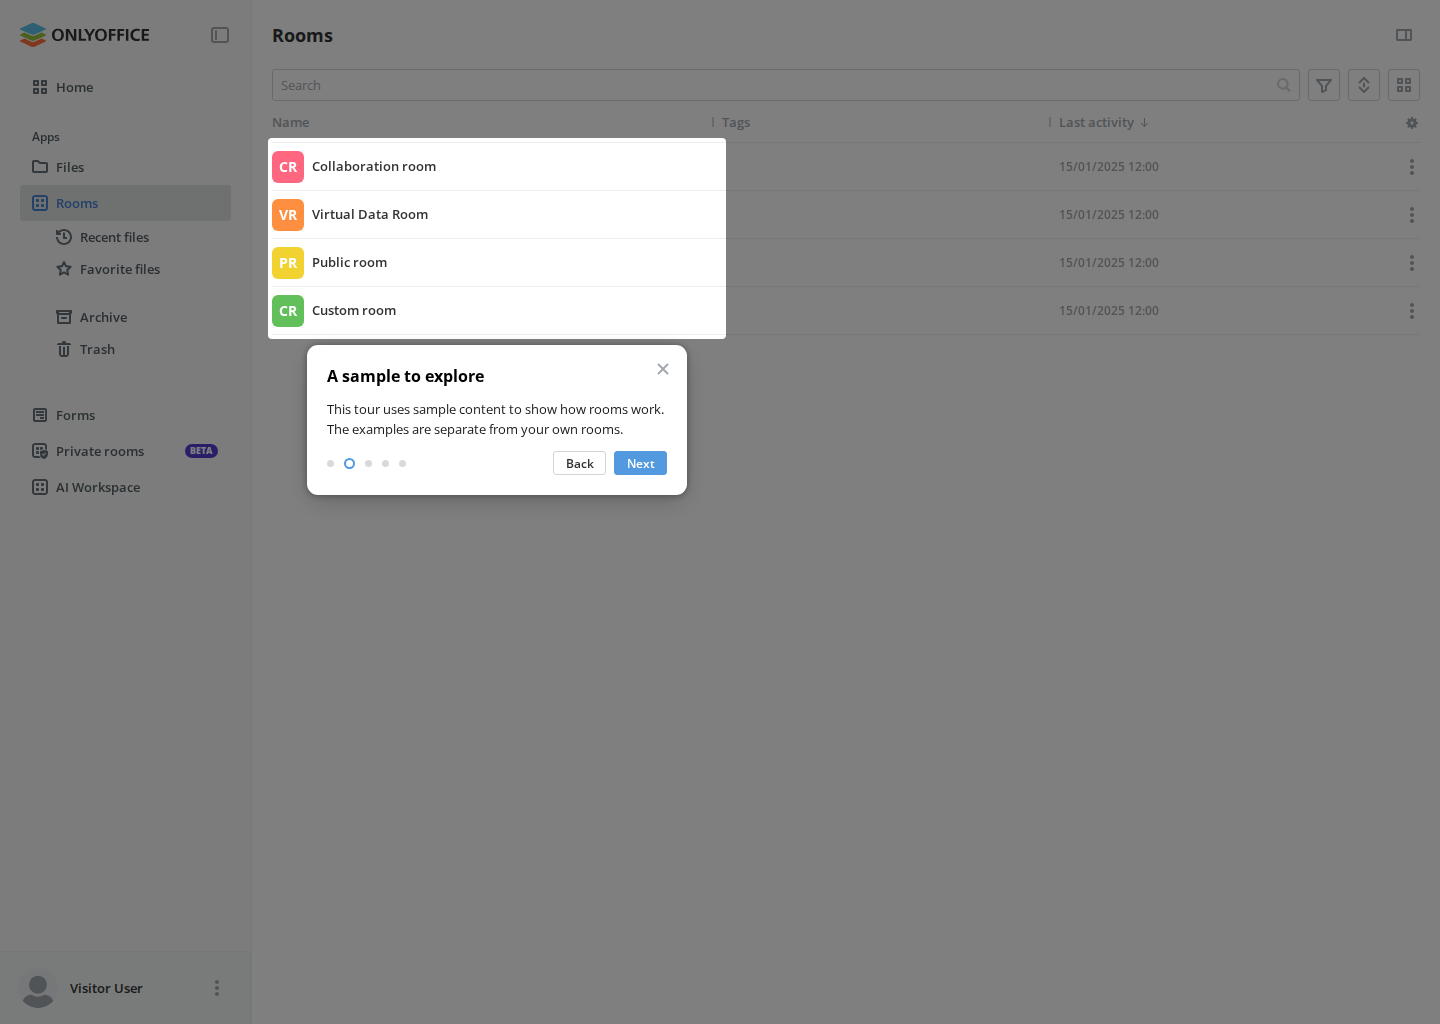 ONLYOFFICE
Home
Apps
Files
Rooms
Recent files
Favorite files
Archive
Trash
Forms
Private rooms BETA
AI Workspace
Visitor User
Rooms
Search
Name Tags Last activity
CR Collaboration room 15/01/2025 12:00
VR Virtual Data Room 15/01/2025 12:00
PR Public room 15/01/2025 12:00
CR Custom room 15/01/2025 12:00
A sample to explore
This tour uses sample content to show how rooms work.
The examples are separate from your own rooms.
Back Next